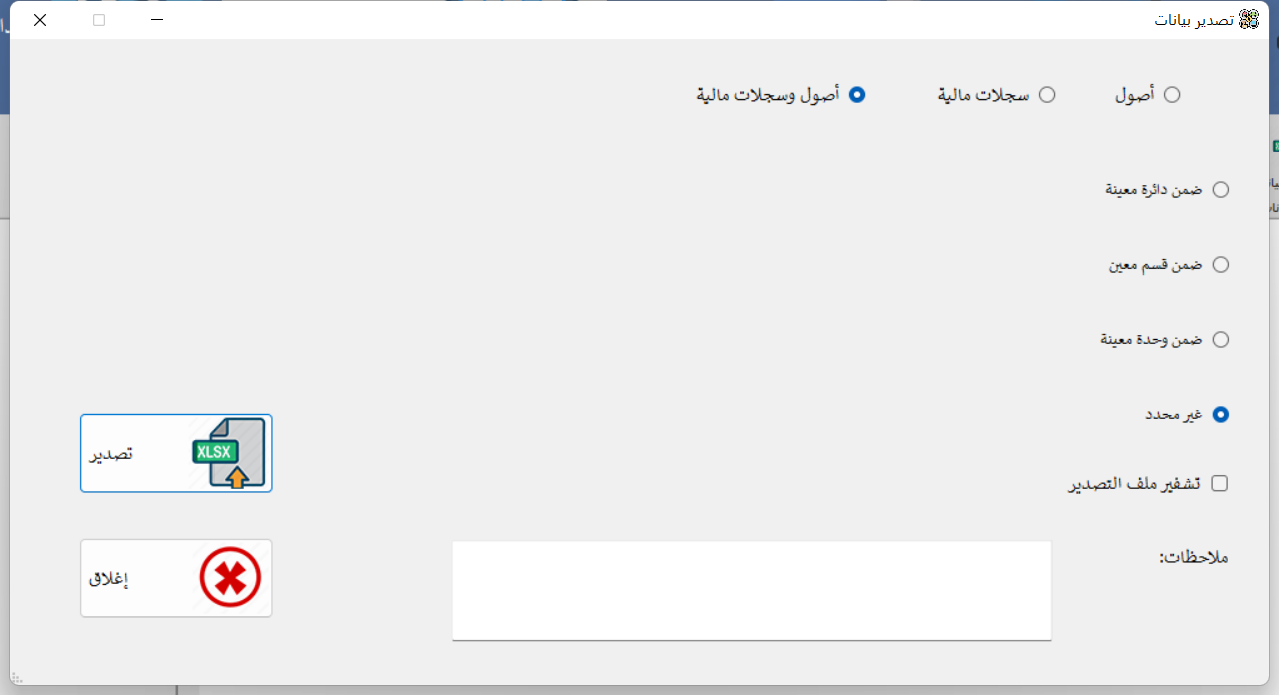 تصدير بيانات
أصول
سجلات مالية
أصول وسجلات مالية
ضمن دائرة معينة
ضمن قسم معين
ضمن وحدة معينة
غير محدد
XLSX
تصدير
تشفير ملف التصدير
ملاحظات:
إغلاق